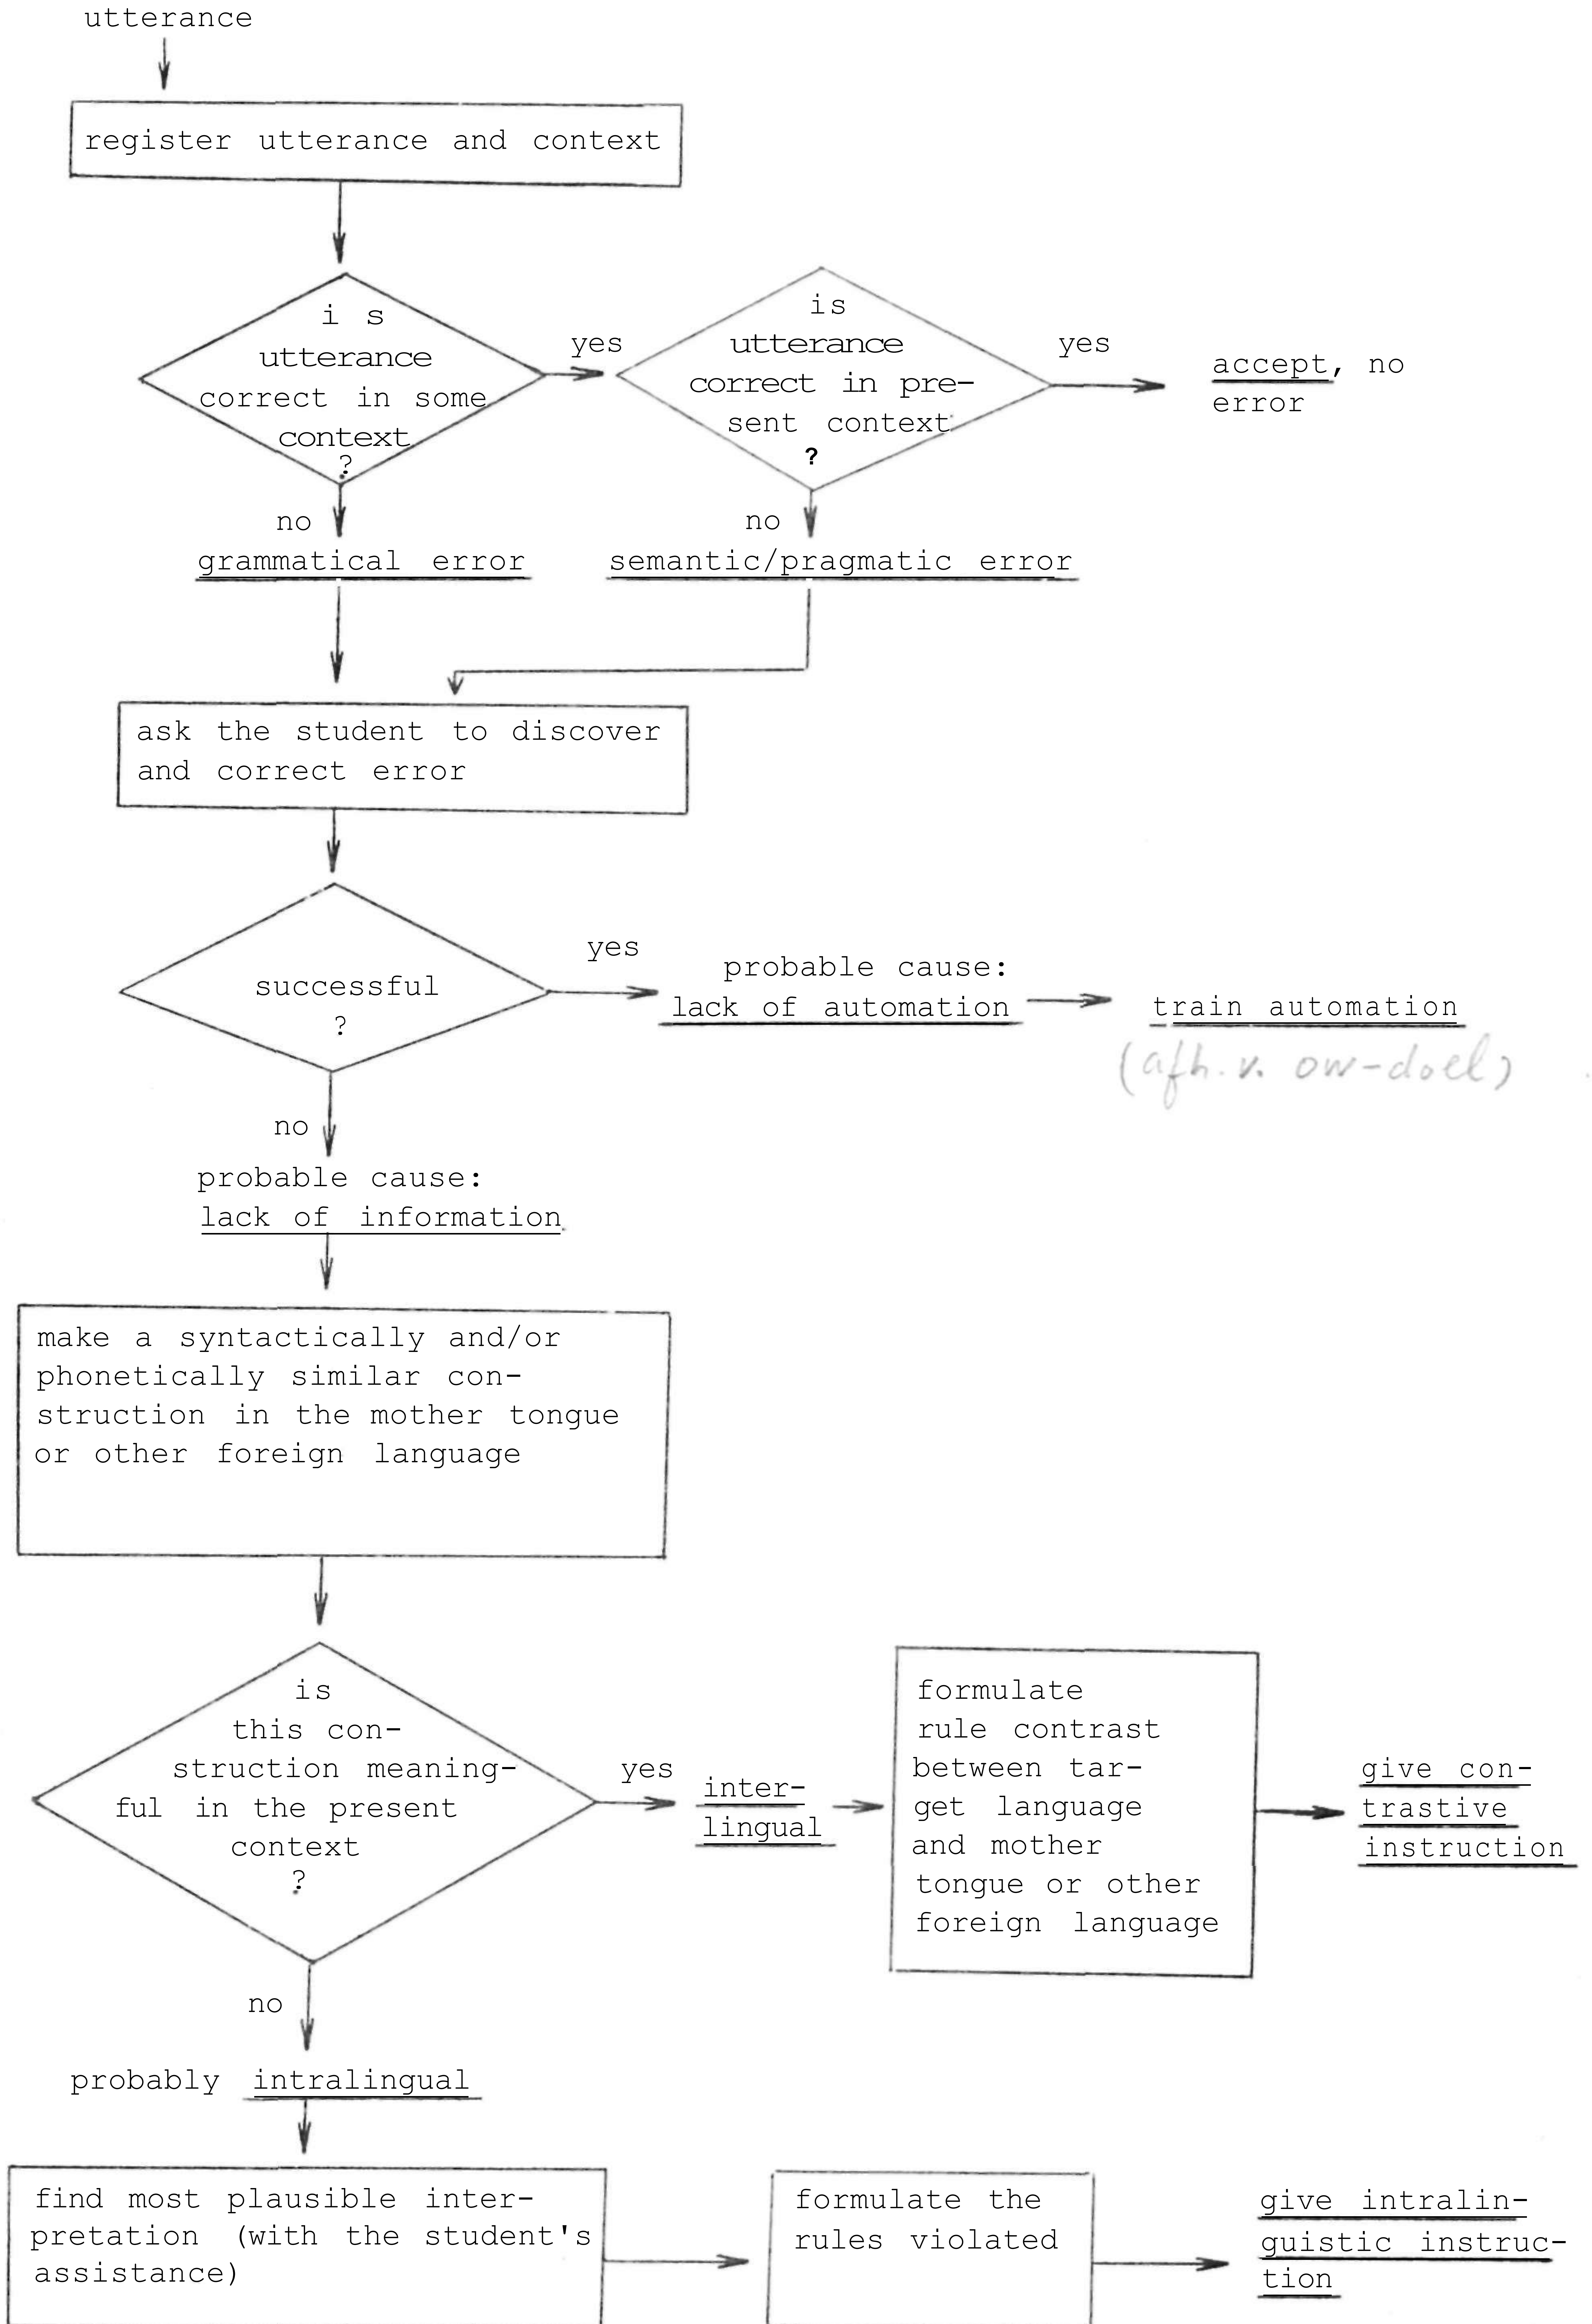 utterance
register utterance and context
is
utterance
correct in some
context
?
yes
is
utterance
correct in pre-
sent context
?
yes
accept, no
error
no
grammatical error
no
semantic/pragmatic error
ask the student to discover
and correct error
successful
?
yes
probable cause:
lack of automation
train automation
(afh. v. ow-doel)
no
probable cause:
lack of information
make a syntactically and/or
phonetically similar con-
struction in the mother tongue
or other foreign language
is
this con-
struction meaning-
ful in the present
context
?
yes
inter-
lingual
formulate
rule contrast
between tar-
get language
and mother
tongue or other
foreign language
give con-
trastive
instruction
no
probably intralingual
find most plausible inter-
pretation (with the student's
assistance)
formulate the
rules violated
give intralin-
guistic instruc-
tion